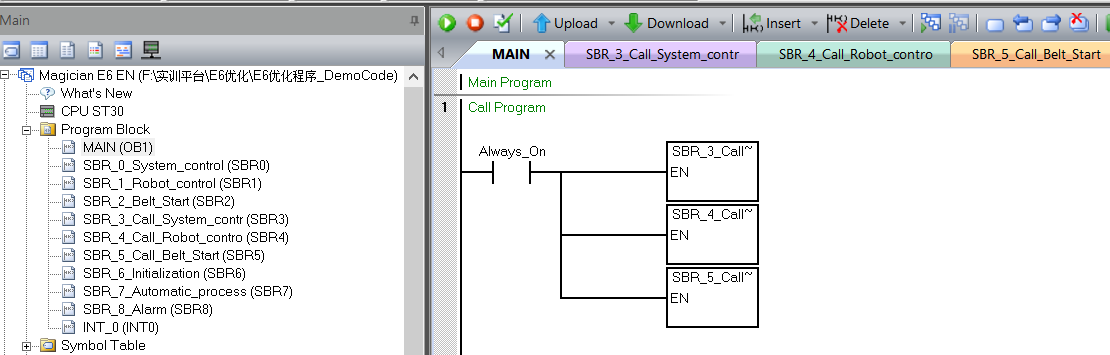 Main
Upload
Download
Insert
Delete
MAIN
SBR_3_Call_System_contr
SBR_4_Call_Robot_contro
SBR_5_Call_Belt_Start
Magician E6 EN (F:\实训平台\E6优化\E6优化程序_DemoCode)
What's New
CPU ST30
Program Block
MAIN (OB1)
SBR_0_System_control (SBR0)
SBR_1_Robot_control (SBR1)
SBR_2_Belt_Start (SBR2)
SBR_3_Call_System_contr (SBR3)
SBR_4_Call_Robot_contro (SBR4)
SBR_5_Call_Belt_Start (SBR5)
SBR_6_Initialization (SBR6)
SBR_7_Automatic_process (SBR7)
SBR_8_Alarm (SBR8)
INT_0 (INT0)
Symbol Table
Main Program
1
Call Program
Always_On
SBR_3_Call~
EN
SBR_4_Call~
EN
SBR_5_Call~
EN